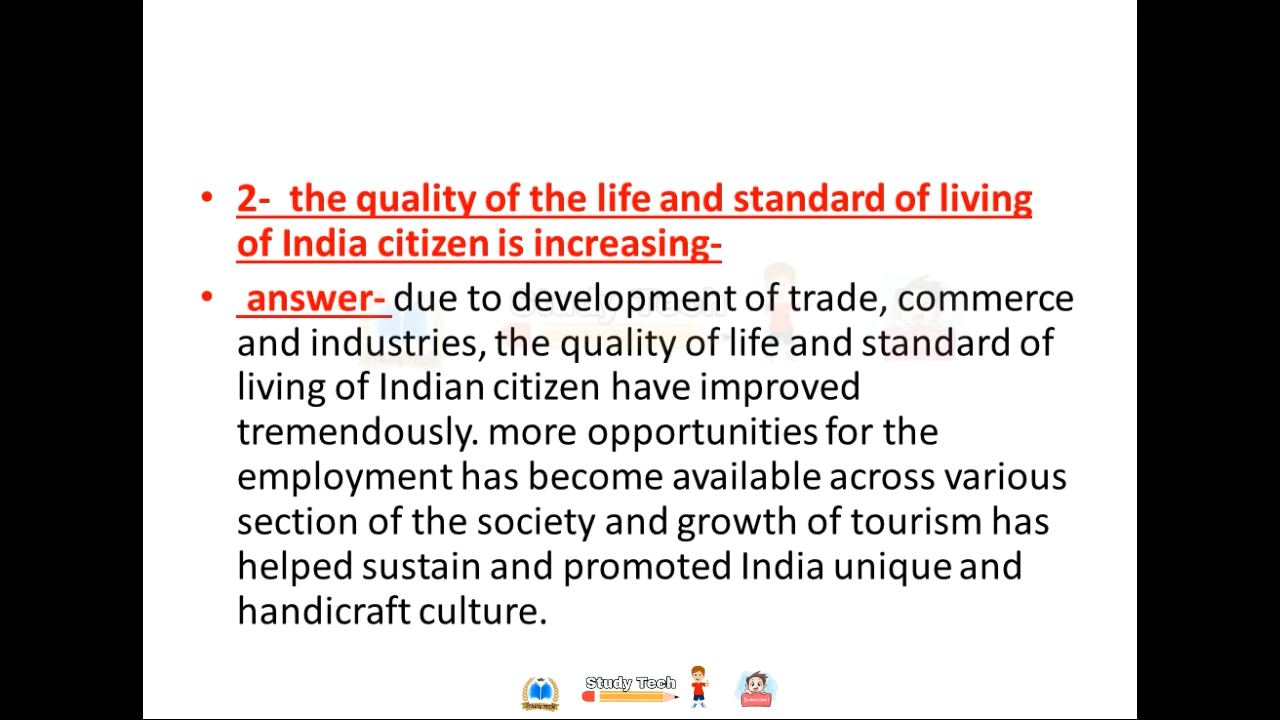 • 2-  the quality of the life and standard of living
of India citizen is increasing-
•  answer- due to development of trade, commerce
and industries, the quality of life and standard of
living of Indian citizen have improved
tremendously. more opportunities for the
employment has become available across various
section of the society and growth of tourism has
helped sustain and promoted India unique and
handicraft culture.
Study Tech